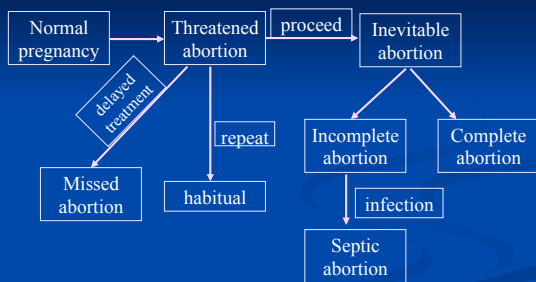 Normal
pregnancy
Threatened
abortion
proceed
Inevitable
abortion
delayed
treatment
repeat
Incomplete
abortion
Complete
abortion
Missed
abortion
habitual
infection
Septic
abortion